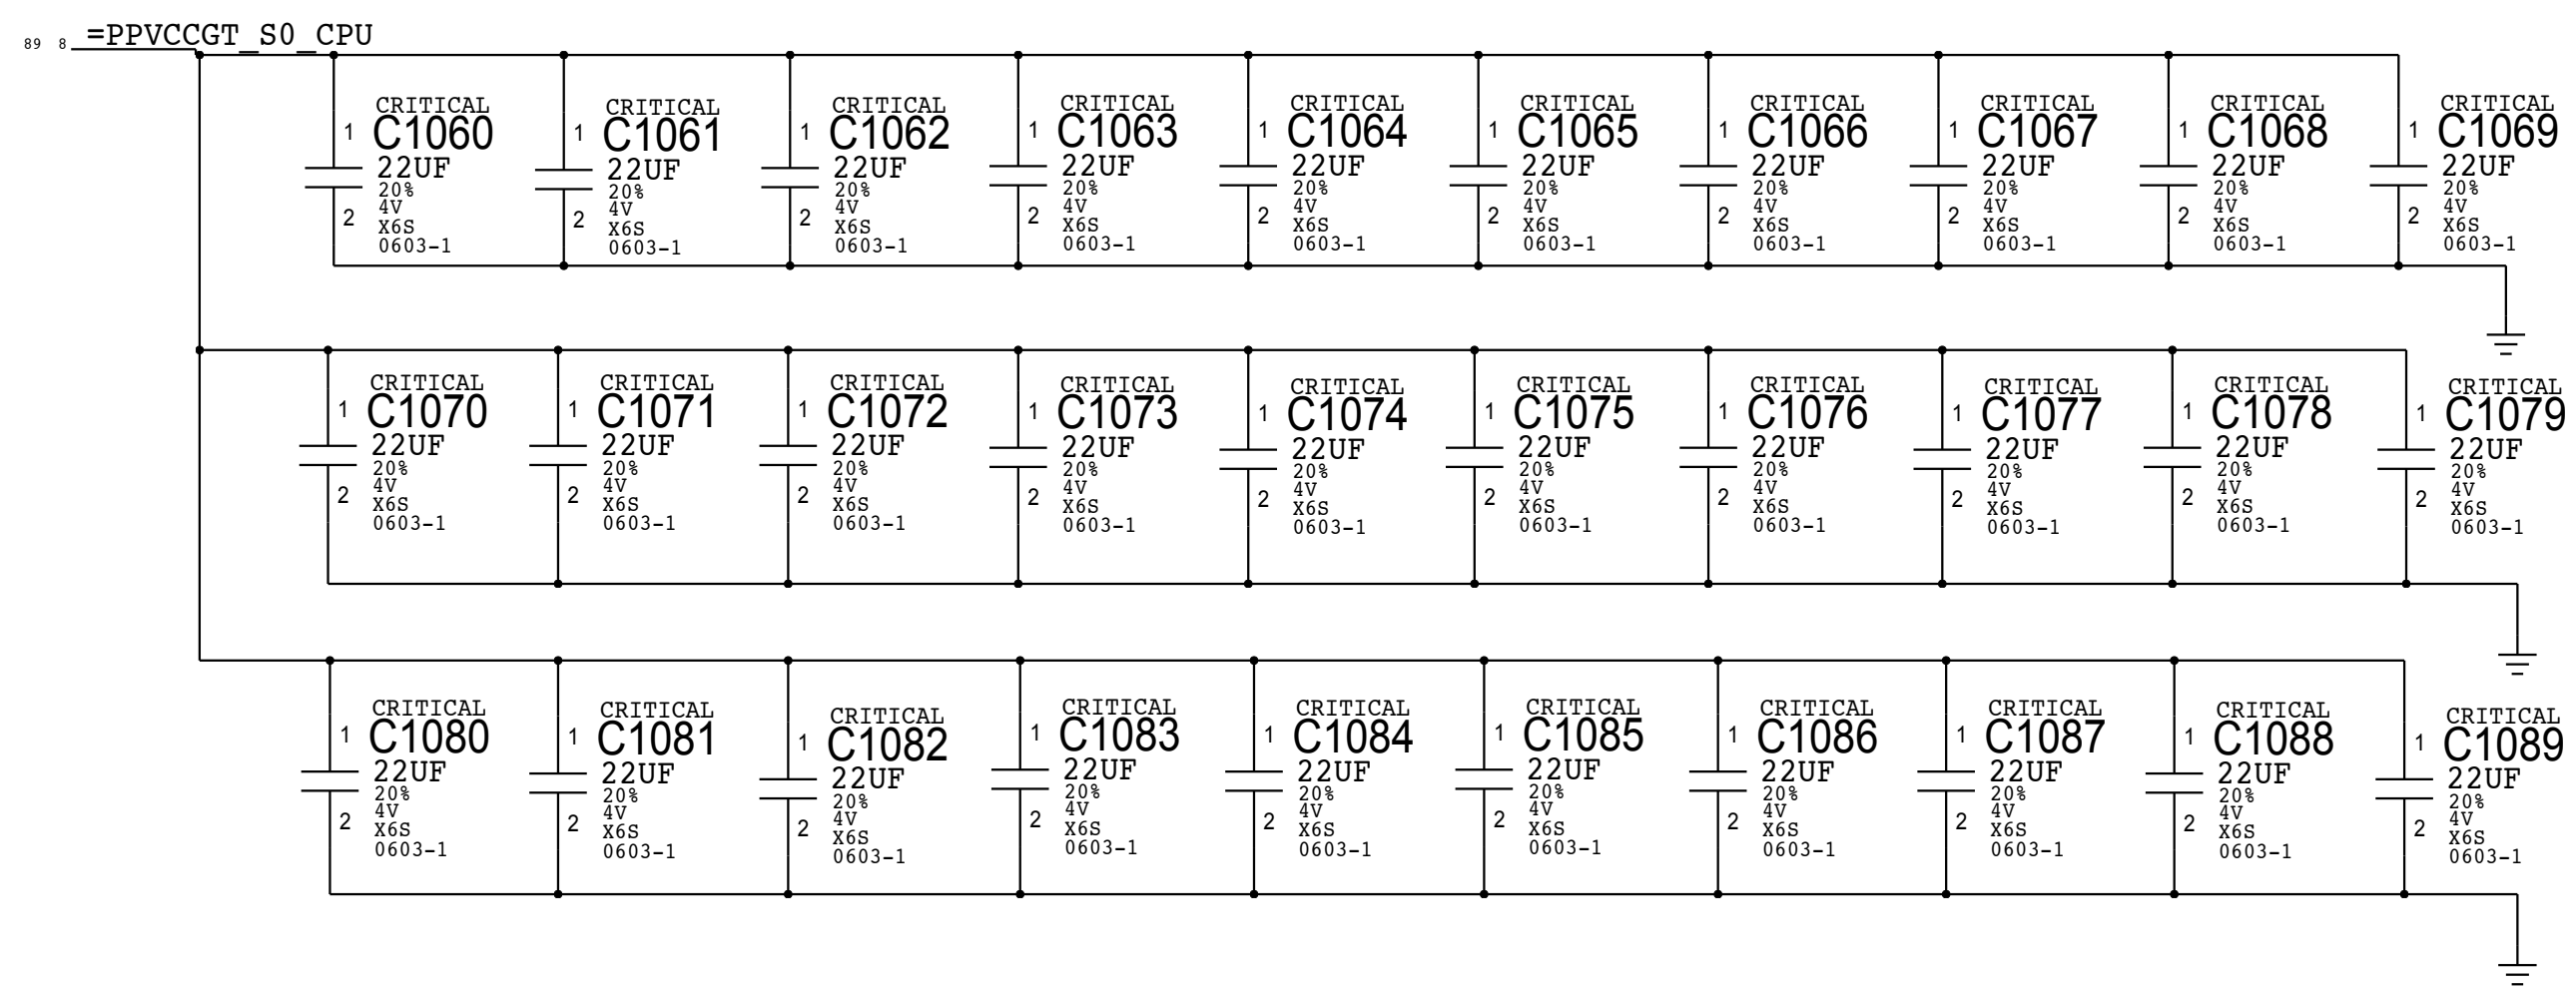 =PPVCCGT_S0_CPU
89 8
CRITICAL CRITICAL CRITICAL CRITICAL CRITICAL CRITICAL CRITICAL CRITICAL CRITICAL CRITICAL
1 C1060 1 C1061 1 C1062 1 C1063 1 C1064 1 C1065 1 C1066 1 C1067 1 C1068 1 C1069
22UF 22UF 22UF 22UF 22UF 22UF 22UF 22UF 22UF 22UF
20% 20% 20% 20% 20% 20% 20% 20% 20% 20%
2 4V 2 4V 2 4V 2 4V 2 4V 2 4V 2 4V 2 4V 2 4V 2 4V
X6S X6S X6S X6S X6S X6S X6S X6S X6S X6S
0603-1 0603-1 0603-1 0603-1 0603-1 0603-1 0603-1 0603-1 0603-1 0603-1
CRITICAL CRITICAL CRITICAL CRITICAL CRITICAL CRITICAL CRITICAL CRITICAL CRITICAL CRITICAL
1 C1070 1 C1071 1 C1072 1 C1073 1 C1074 1 C1075 1 C1076 1 C1077 1 C1078 1 C1079
22UF 22UF 22UF 22UF 22UF 22UF 22UF 22UF 22UF 22UF
20% 20% 20% 20% 20% 20% 20% 20% 20% 20%
2 4V 2 4V 2 4V 2 4V 2 4V 2 4V 2 4V 2 4V 2 4V 2 4V
X6S X6S X6S X6S X6S X6S X6S X6S X6S X6S
0603-1 0603-1 0603-1 0603-1 0603-1 0603-1 0603-1 0603-1 0603-1 0603-1
CRITICAL CRITICAL CRITICAL CRITICAL CRITICAL CRITICAL CRITICAL CRITICAL CRITICAL CRITICAL
1 C1080 1 C1081 1 C1082 1 C1083 1 C1084 1 C1085 1 C1086 1 C1087 1 C1088 1 C1089
22UF 22UF 22UF 22UF 22UF 22UF 22UF 22UF 22UF 22UF
20% 20% 20% 20% 20% 20% 20% 20% 20% 20%
2 4V 2 4V 2 4V 2 4V 2 4V 2 4V 2 4V 2 4V 2 4V 2 4V
X6S X6S X6S X6S X6S X6S X6S X6S X6S X6S
0603-1 0603-1 0603-1 0603-1 0603-1 0603-1 0603-1 0603-1 0603-1 0603-1